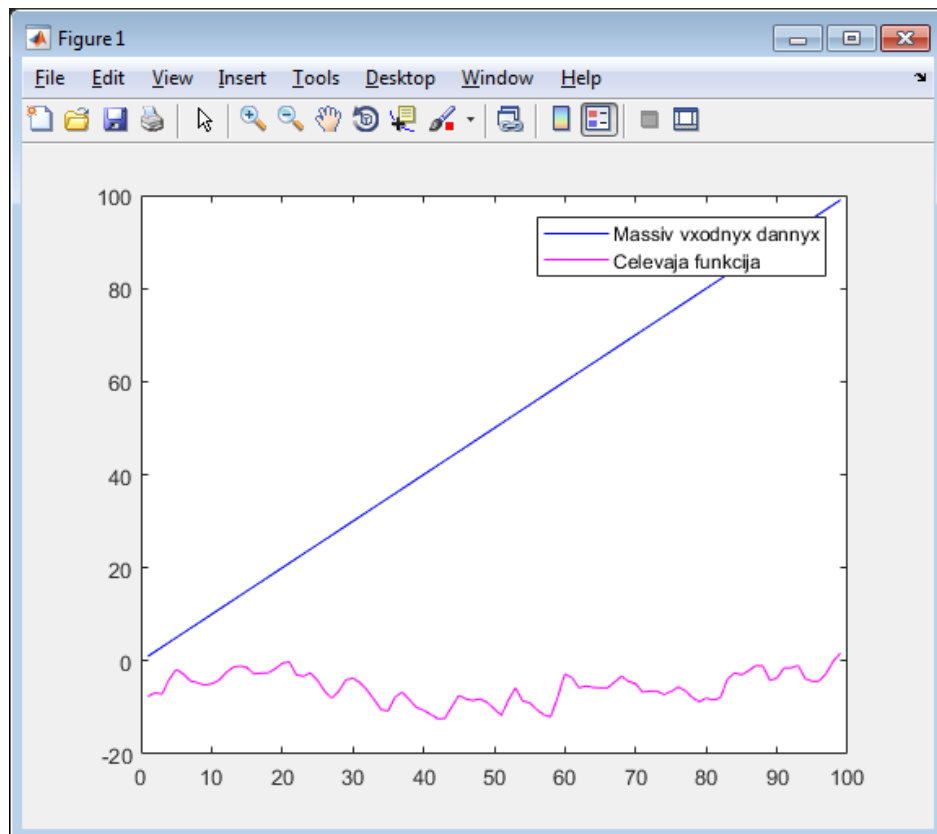 Figure 1
File Edit View Insert Tools Desktop Window Help
100
80
60
40
20
0
-20
Massiv vxodnyx dannyx
Celevaja funkcija
0 10 20 30 40 50 60 70 80 90 100